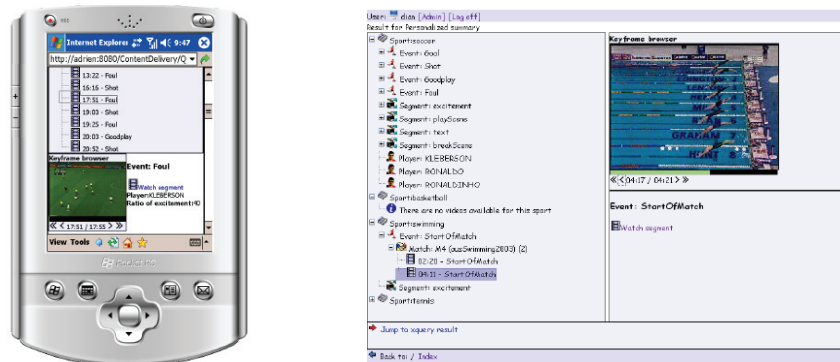 Internet Explorer 9:47
http://adrien:8080/ContentDelivery/Q
13:22 - Foul
16:16 - Shot
17:51 - Foul
19:03 - Shot
19:25 - Foul
20:03 - Goodplay
20:52 - Shot
Keyframe browser
Event: Foul
Watch segment
Player:KLEBERSON
Ratio of excitement:40
<< < 17:51 / 17:55 > >>
View Tools
Pocket PC
User: dian [Admin] [Log off]
Result for Personalized summary
Sport:soccer
Event: Goal
Event: Shot
Event: Goodplay
Event: Foul
Segment: excitement
Segment: playScene
Segment: text
Segment: breakScene
Player: KLEBERSON
Player: RONALDO
Player: RONALDINHO
Sport:basketball
There are no videos available for this sport
Sport:swimming
Event: StartOfMatch
Match: M4 (ausSwimming2003) (2)
02:20 - StartOfMatch
04:11 - StartOfMatch
Segment: excitement
Sport:tennis
Keyframe browser
GRAHAM 7
HUNT 8
<< < 04:17 / 04:21 > >>
Event: StartOfMatch
Watch segment
Jump to xquery result
Back to: / Index